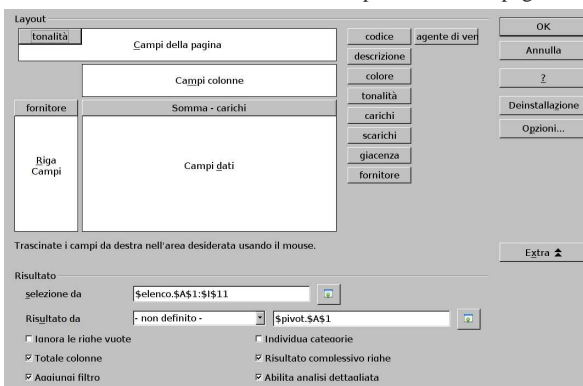 Layout
tonalità
Campi della pagina
Campi colonne
fornitore
Somma - carichi
Riga
Campi
Campi dati
codice
agente di ver
descrizione
colore
tonalità
carichi
scarichi
giacenza
fornitore
OK
Annulla
?
Deinstallazione
Opzioni...
Trascinate i campi da destra nell'area desiderata usando il mouse.
Extra
Risultato
selezione da
$elenco.$A$1:$I$11
Risultato da
- non definito -
$pivot.$A$1
Ignora le righe vuote
Individua categorie
Totale colonne
Risultato complessivo righe
Aggiungi filtro
Abilita analisi dettagliata